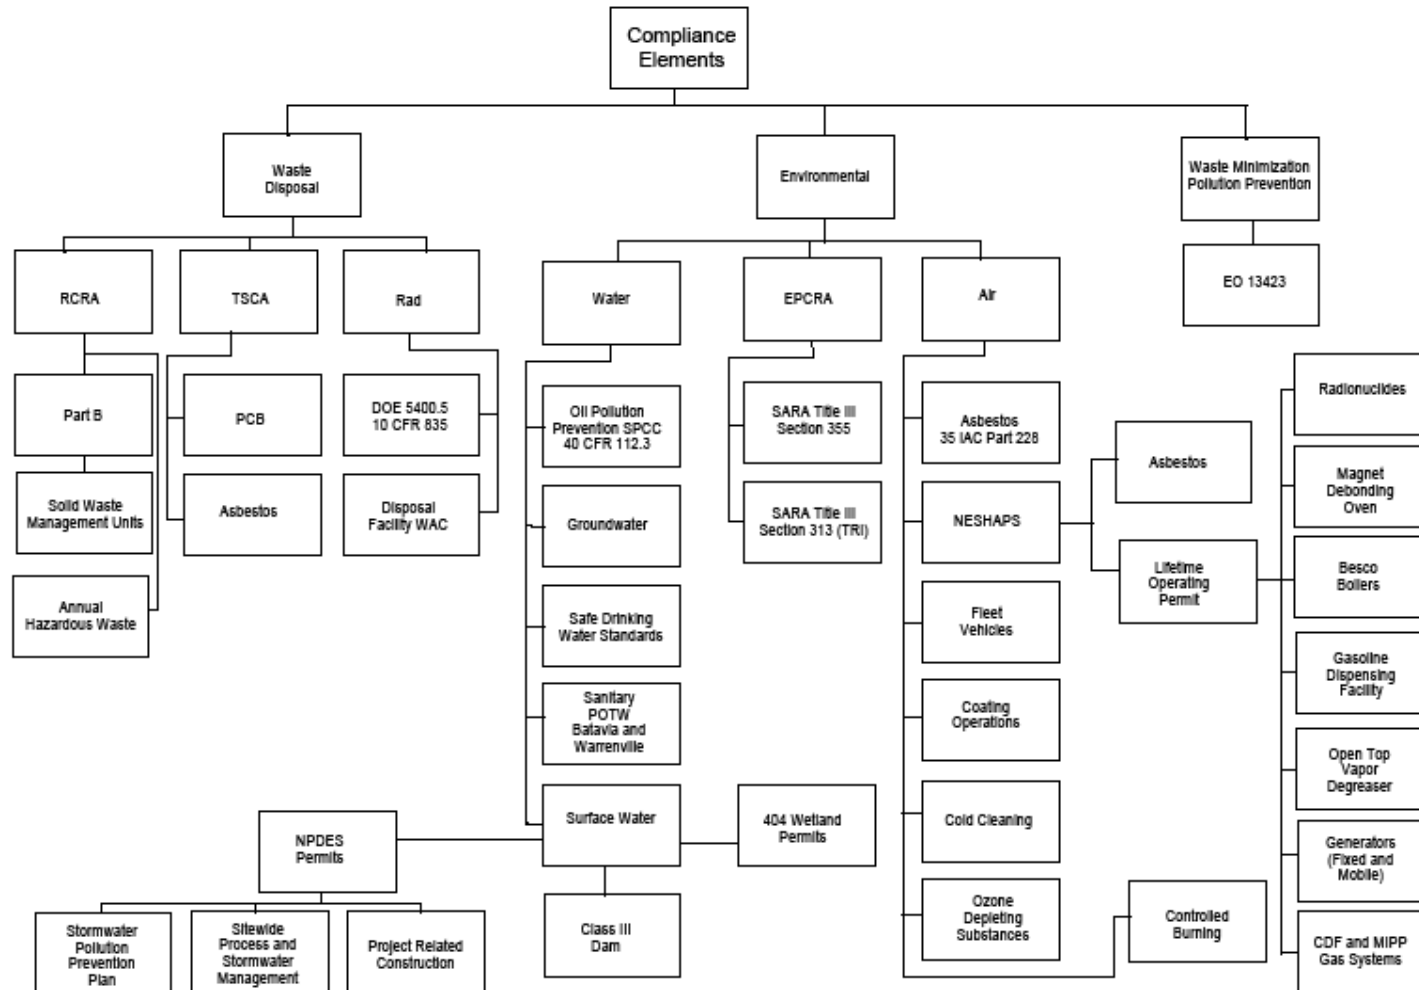 Compliance
Elements
Waste
Disposal
Environmental
Waste Minimization
Pollution Prevention
RCRA
TSCA
Rad
Water
EPCRA
Air
EO 13423
Part B
PCB
DOE 5400.5
10 CFR 835
Oil Pollution
Prevention SPCC
40 CFR 112.3
SARA Title III
Section 355
Asbestos
35 IAC Part 228
Radionuclides
Solid Waste
Management Units
Asbestos
Disposal
Facility WAC
Groundwater
SARA Title III
Section 313 (TRI)
NESHAPS
Asbestos
Magnet
Debonding
Oven
Annual
Hazardous Waste
Safe Drinking
Water Standards
Fleet
Vehicles
Lifetime
Operating
Permit
Besco
Boilers
Gasoline
Dispensing
Facility
Sanitary
POTW
Batavia and
Warrenville
Coating
Operations
Open Top
Vapor
Degreaser
NPDES
Permits
Surface Water
404 Wetland
Permits
Cold Cleaning
Generators
(Fixed and
Mobile)
Stormwater
Pollution
Prevention
Plan
Sitewide
Process and
Stormwater
Management
Project Related
Construction
Class III
Dam
Ozone
Depleting
Substances
Controlled
Burning
CDF and MIPP
Gas Systems